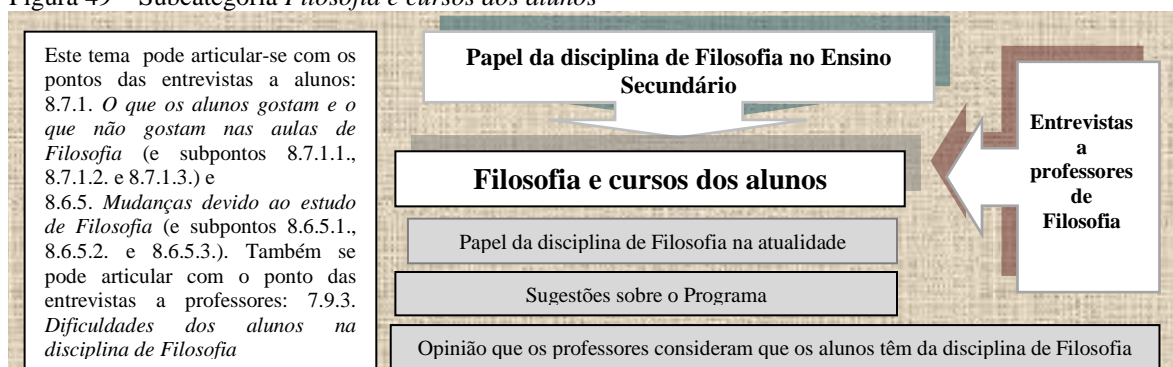 Figura 49 – Subcategoria Filosofia e cursos dos alunos
Este tema pode articular-se com os
pontos das entrevistas a alunos:
8.7.1. O que os alunos gostam e o
que não gostam nas aulas de
Filosofia (e subpontos 8.7.1.1.,
8.7.1.2. e 8.7.1.3.) e
8.6.5. Mudanças devido ao estudo
de Filosofia (e subpontos 8.6.5.1.,
8.6.5.2. e 8.6.5.3.). Também se
pode articular com o ponto das
entrevistas a professores: 7.9.3.
Dificuldades dos alunos na
disciplina de Filosofia
Papel da disciplina de Filosofia no Ensino
Secundário
Filosofia e cursos dos alunos
Papel da disciplina de Filosofia na atualidade
Sugestões sobre o Programa
Opinião que os professores consideram que os alunos têm da disciplina de Filosofia
Entrevistas
a
professores
de
Filosofia